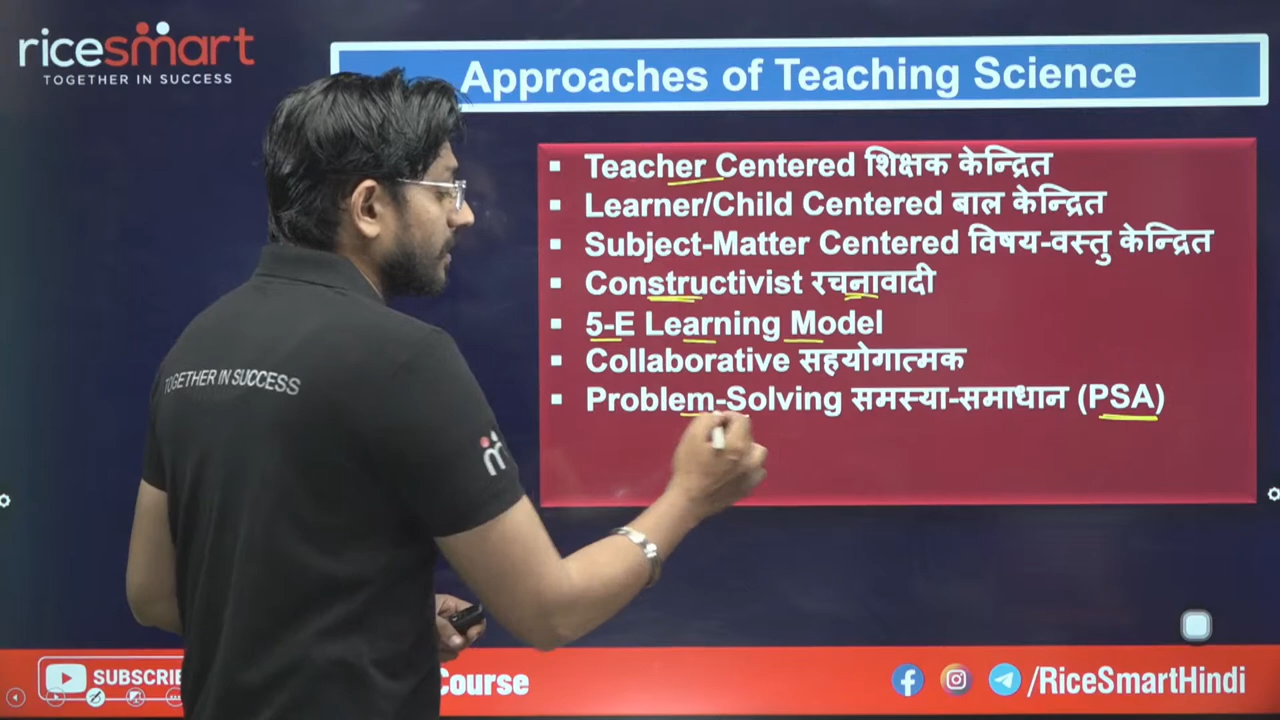 ricesmart
TOGETHER IN SUCCESS
Approaches of Teaching Science
▪ Teacher Centered शिक्षक केन्द्रित
▪ Learner/Child Centered बाल केन्द्रित
▪ Subject-Matter Centered विषय-वस्तु केन्द्रित
▪ Constructivist रचनावादी
▪ 5-E Learning Model
▪ Collaborative सहयोगात्मक
▪ Problem-Solving समस्या-समाधान (PSA)
TOGETHER IN SUCCESS
SUBSCRIBE
Course
/RiceSmartHindi